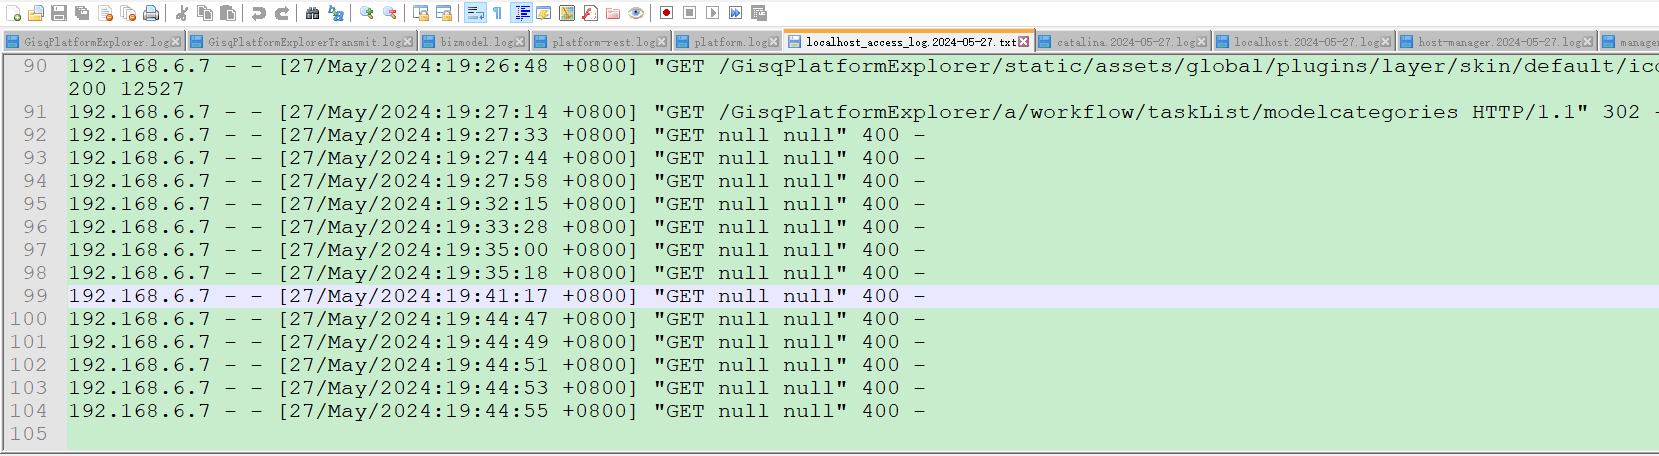 GisqPlatformExplorer.log GisqPlatformExplorerTransmit.log bizmodel.log platform-rest.log platform.log localhost_access_log.2024-05-27.txt catalina.2024-05-27.log localhost.2024-05-27.log host-manager.2024-05-27.log manager
90 192.168.6.7 - - [27/May/2024:19:26:48 +0800] "GET /GisqPlatformExplorer/static/assets/global/plugins/layer/skin/default/ico
200 12527
91 192.168.6.7 - - [27/May/2024:19:27:14 +0800] "GET /GisqPlatformExplorer/a/workflow/taskList/modelcategories HTTP/1.1" 302 -
92 192.168.6.7 - - [27/May/2024:19:27:33 +0800] "GET null null" 400 -
93 192.168.6.7 - - [27/May/2024:19:27:44 +0800] "GET null null" 400 -
94 192.168.6.7 - - [27/May/2024:19:27:58 +0800] "GET null null" 400 -
95 192.168.6.7 - - [27/May/2024:19:32:15 +0800] "GET null null" 400 -
96 192.168.6.7 - - [27/May/2024:19:33:28 +0800] "GET null null" 400 -
97 192.168.6.7 - - [27/May/2024:19:35:00 +0800] "GET null null" 400 -
98 192.168.6.7 - - [27/May/2024:19:35:18 +0800] "GET null null" 400 -
99 192.168.6.7 - - [27/May/2024:19:41:17 +0800] "GET null null" 400 -
100 192.168.6.7 - - [27/May/2024:19:44:47 +0800] "GET null null" 400 -
101 192.168.6.7 - - [27/May/2024:19:44:49 +0800] "GET null null" 400 -
102 192.168.6.7 - - [27/May/2024:19:44:51 +0800] "GET null null" 400 -
103 192.168.6.7 - - [27/May/2024:19:44:53 +0800] "GET null null" 400 -
104 192.168.6.7 - - [27/May/2024:19:44:55 +0800] "GET null null" 400 -
105